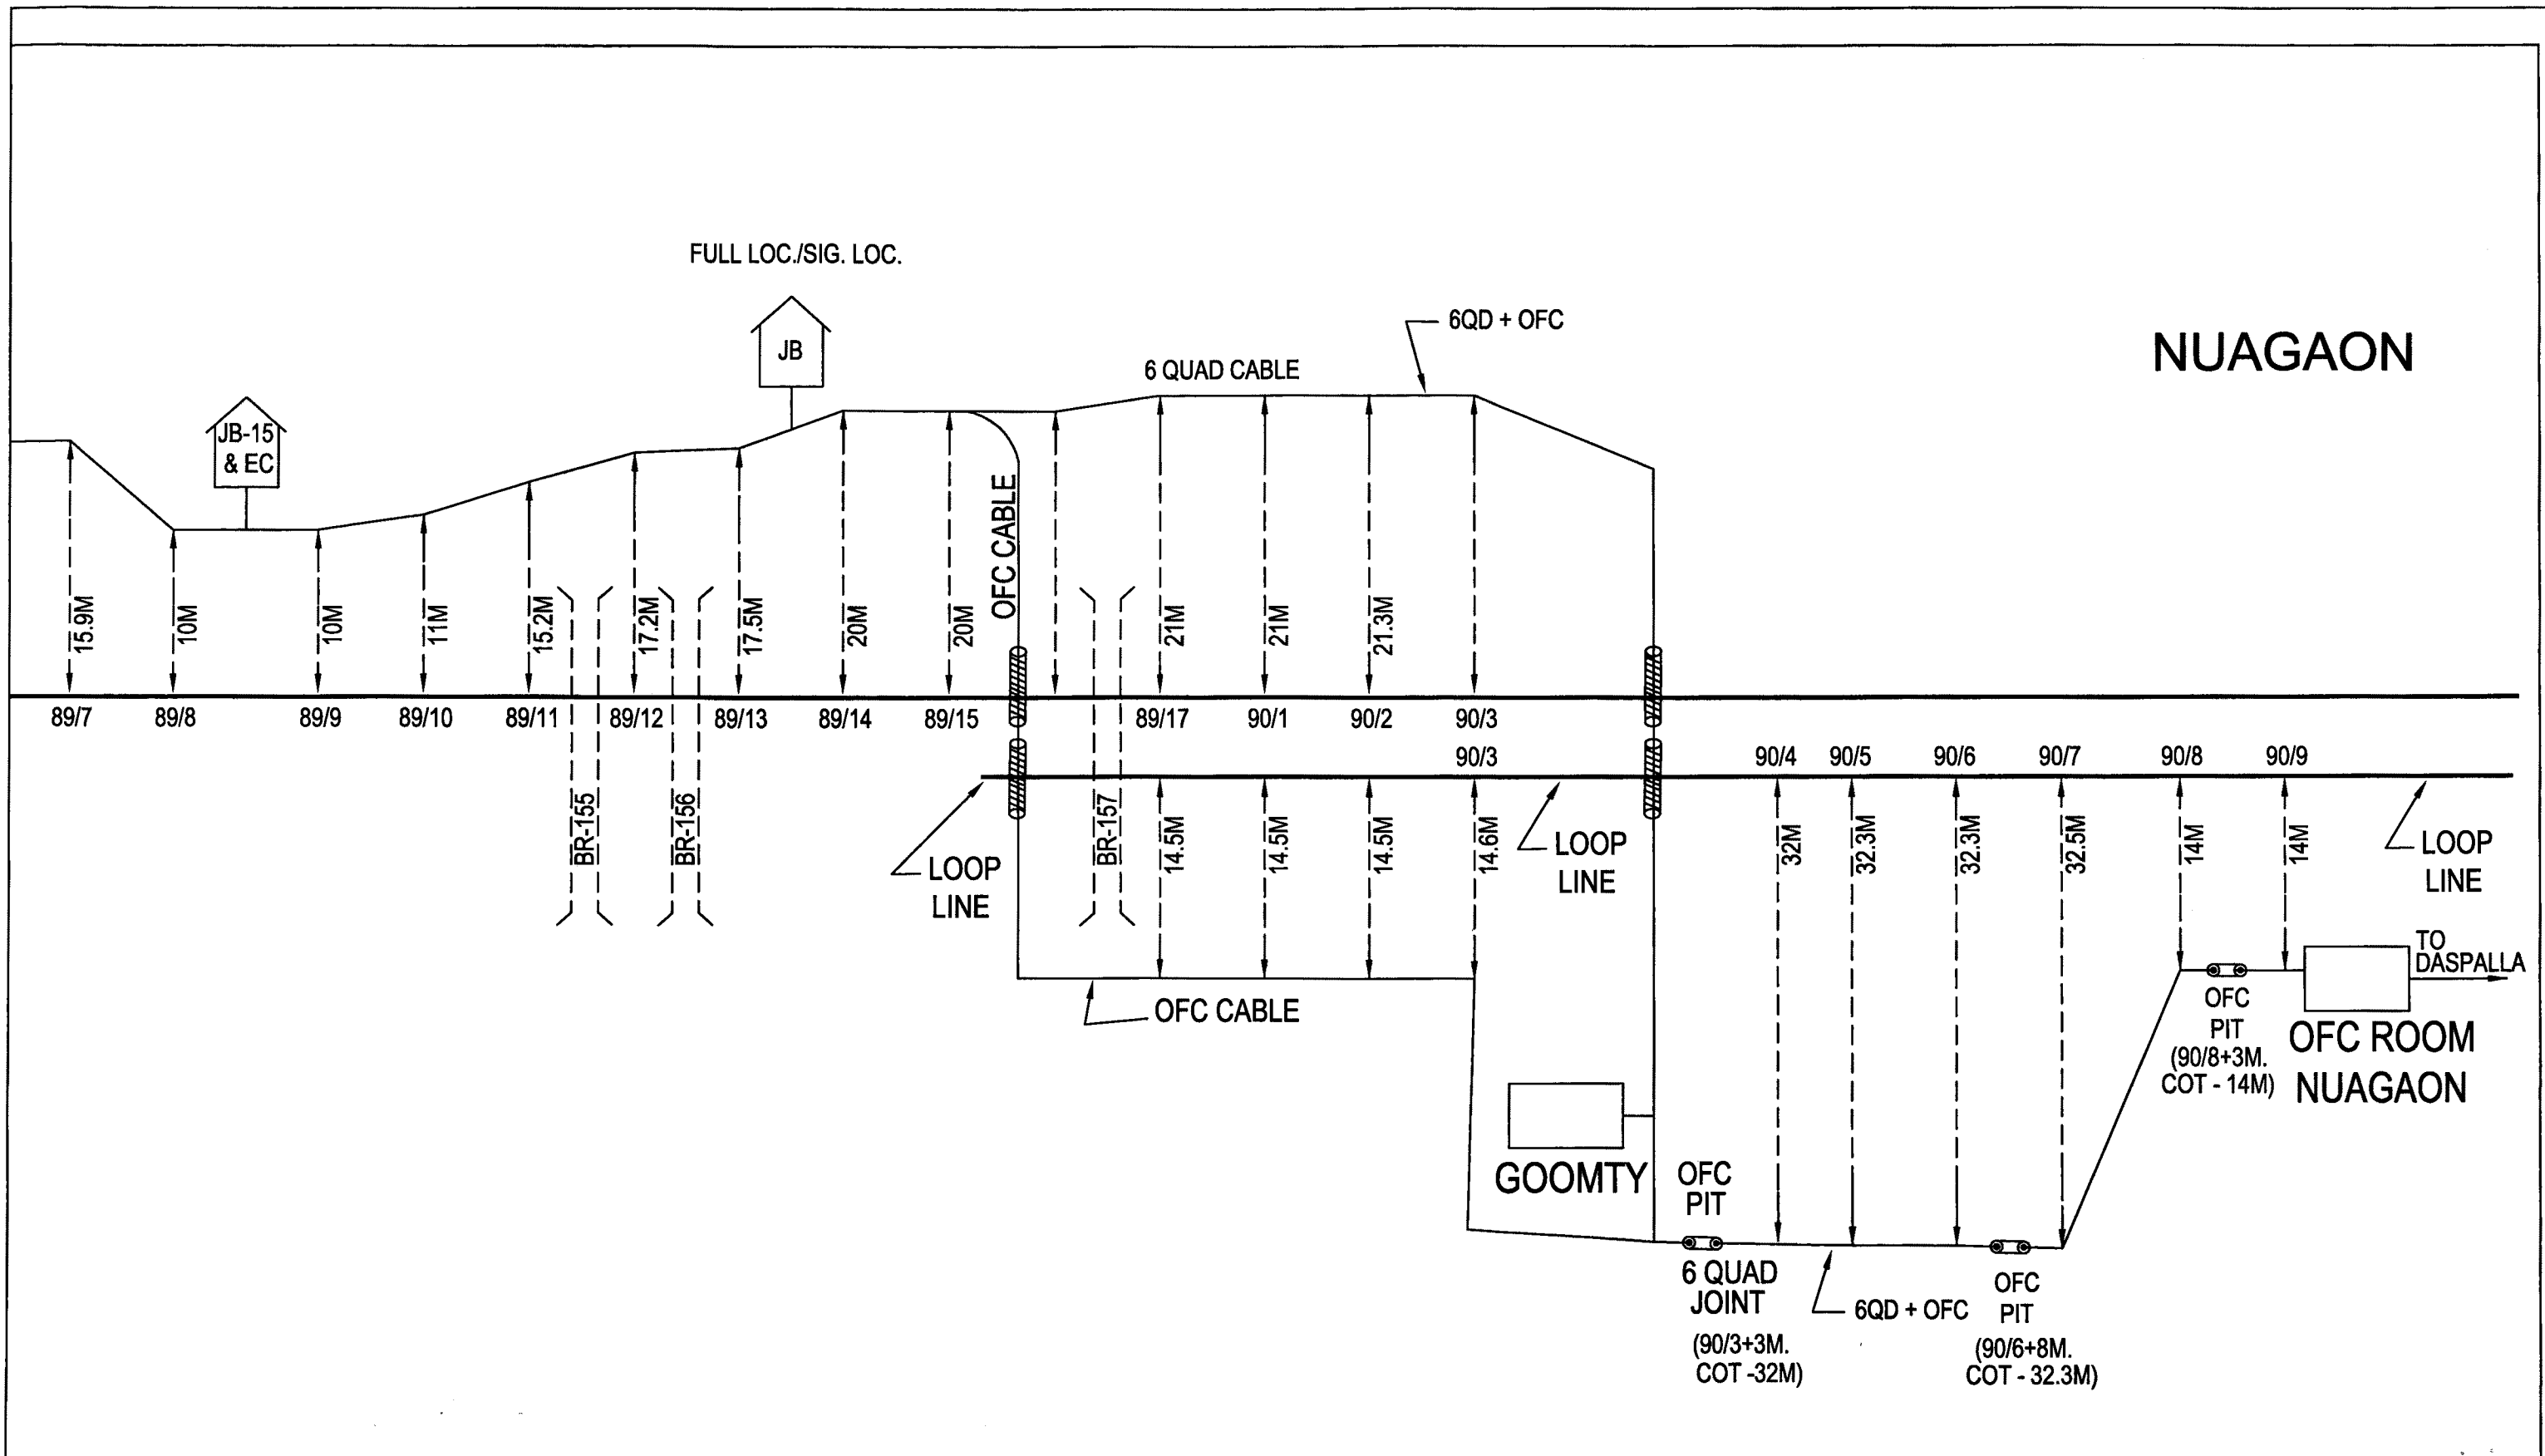 FULL LOC./SIG. LOC.
6QD + OFC
NUAGAON
JB
6 QUAD CABLE
JB-15
& EC
OFC CABLE
15.9M
10M
10M
11M
15.2M
17.2M
17.5M
20M
20M
21M
21M
21.3M
89/7
89/8
89/9
89/10
89/11
89/12
89/13
89/14
89/15
89/17
90/1
90/2
90/3
90/3
90/4
90/5
90/6
90/7
90/8
90/9
BR-155
BR-156
BR-157
LOOP
LINE
14.5M
14.5M
14.5M
14.6M
LOOP
LINE
32M
32.3M
32.3M
32.5M
14M
14M
LOOP
LINE
OFC CABLE
TO
DASPALLA
OFC
PIT
(90/8+3M.
COT - 14M)
OFC ROOM
NUAGAON
GOOMTY
OFC
PIT
6 QUAD
JOINT
(90/3+3M.
COT -32M)
6QD + OFC
OFC
PIT
(90/6+8M.
COT - 32.3M)